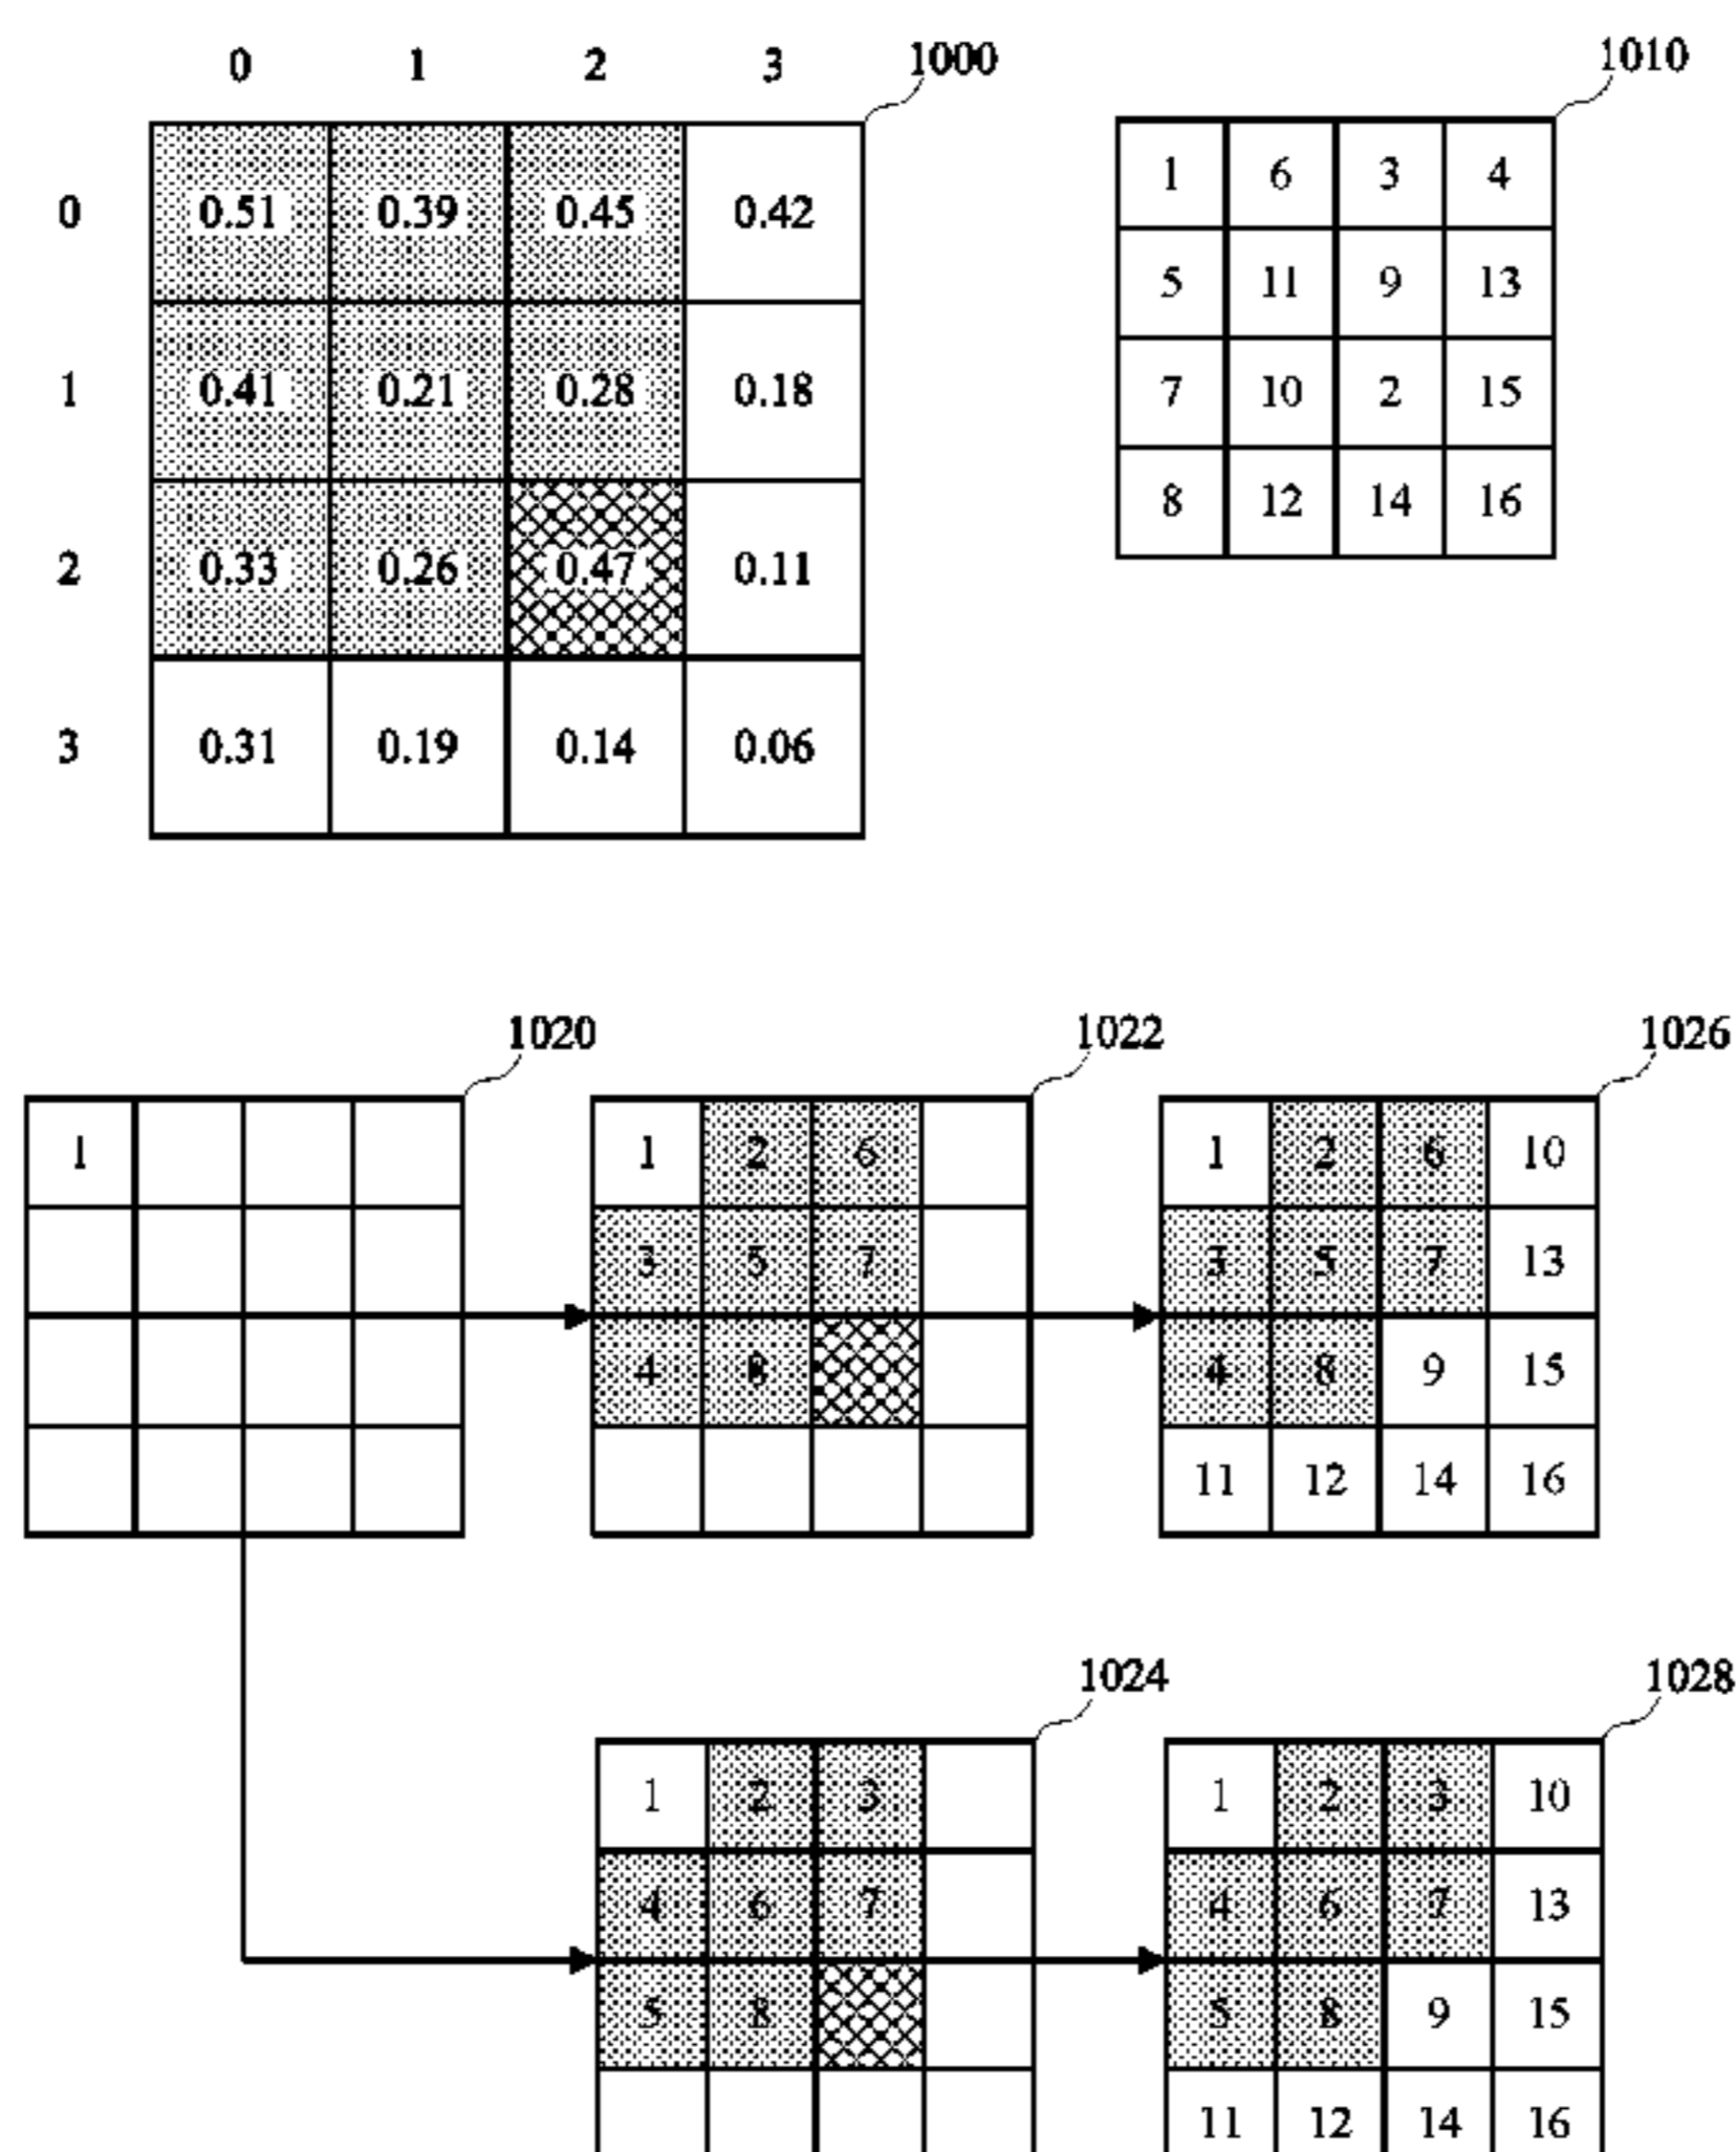 0 1 2 3 1000
1010
0 0.51 0.39 0.45 0.42
1 0.41 0.21 0.28 0.18
2 0.33 0.26 0.47 0.11
3 0.31 0.19 0.14 0.06
1 6 3 4
5 11 9 13
7 10 2 15
8 12 14 16
1020
1
1022
1 2 6
3 5 7
4 8
1026
1 2 6 10
3 5 7 13
4 8 9 15
11 12 14 16
1024
1 2 3
4 6 7
5 8
1028
1 2 3 10
4 6 7 13
5 8 9 15
11 12 14 16